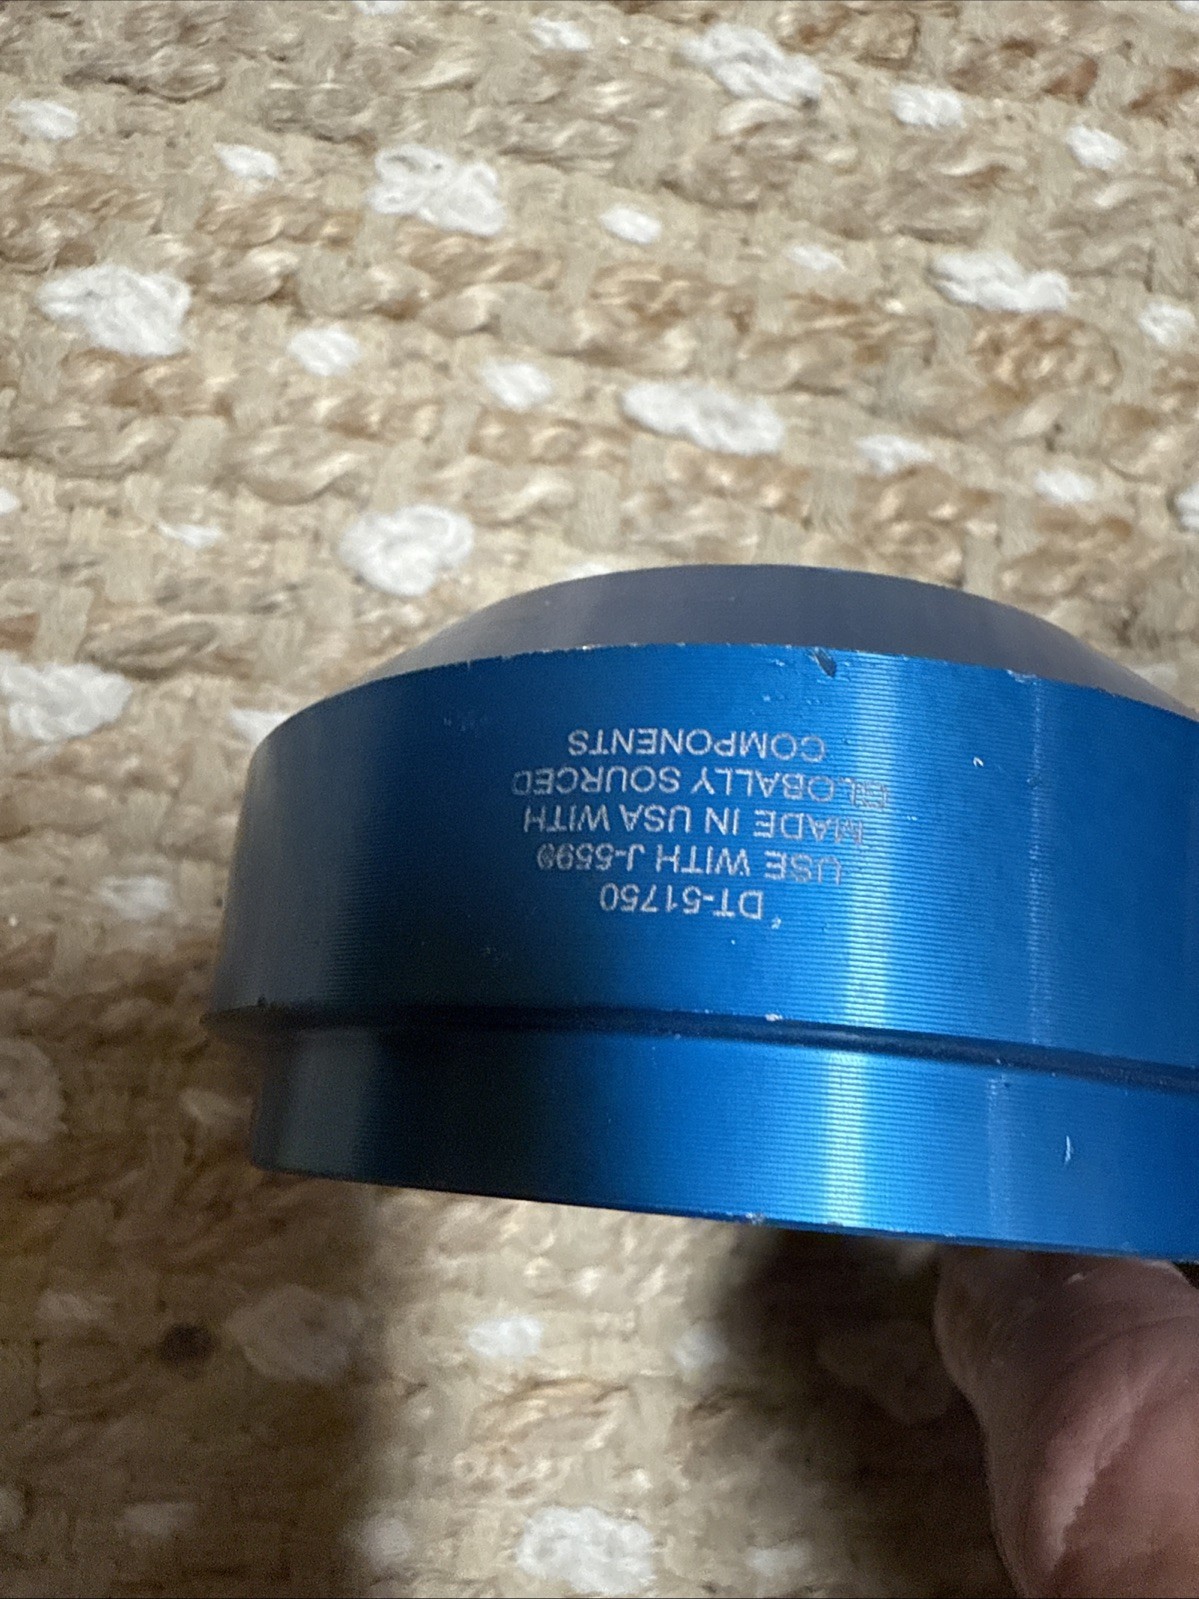 DT-51750
USE WITH J-5590
MADE IN USA WITH
GLOBALLY SOURCED
COMPONENTS